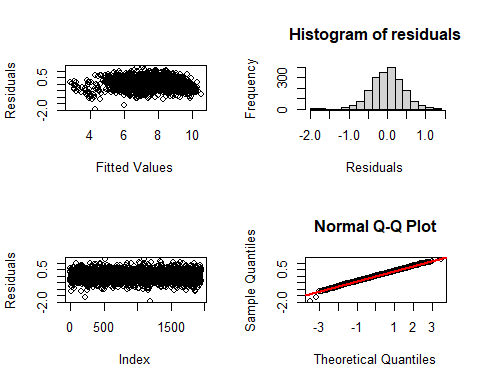 Residuals
0.5
-2.0
4
6
8
10
Fitted Values
Histogram of residuals
Frequency
300
0
-2.0
-1.0
0.0
1.0
Residuals
Residuals
0.5
-2.0
0
500
1500
Index
Normal Q-Q Plot
Sample Quantiles
0.5
-2.0
-3
-1
1
2
3
Theoretical Quantiles